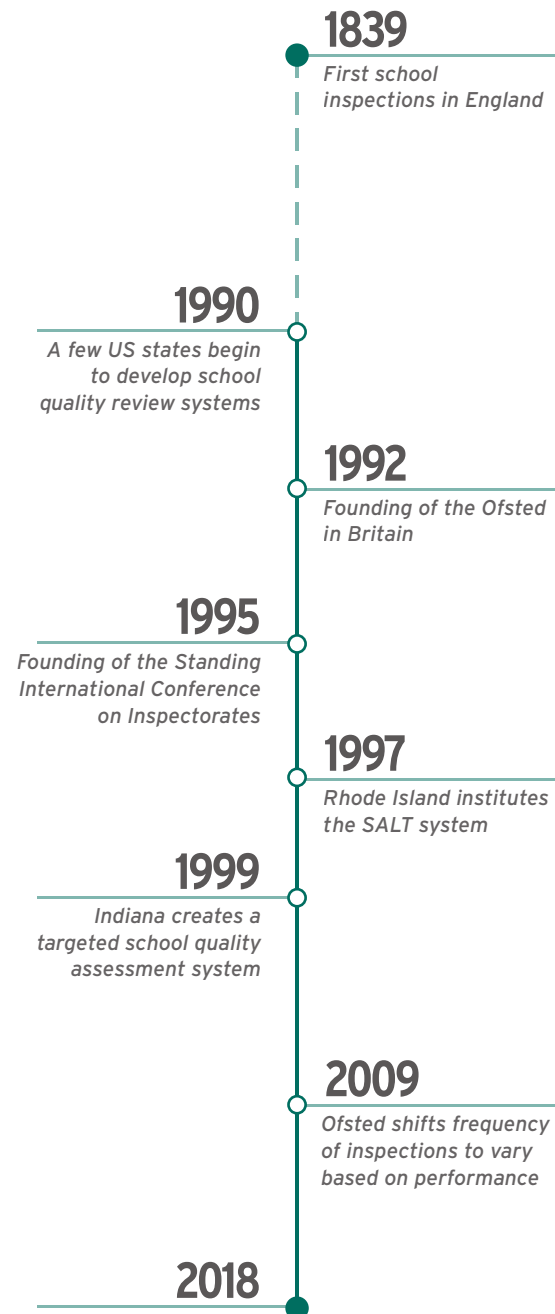 1839
First school
inspections in England
1990
A few US states begin
to develop school
quality review systems
1992
Founding of the Ofsted
in Britain
1995
Founding of the Standing
International Conference
on Inspectorates
1997
Rhode Island institutes
the SALT system
1999
Indiana creates a
targeted school quality
assessment system
2009
Ofsted shifts frequency
of inspections to vary
based on performance
2018